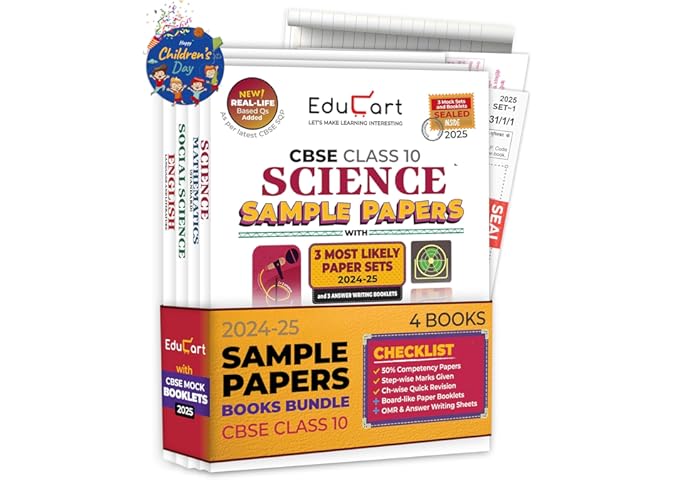 Happy
Children's
Day
NEW!
REAL-LIFE
Based Qs
Added
As per latest CBSE SQP
EduCart
LET'S MAKE LEARNING INTERESTING
3 Mock Sets
and Booklets
SEALED
INSIDE
2025
CBSE CLASS 10
SCIENCE
SAMPLE PAPERS
WITH
3 MOST LIKELY
PAPER SETS
2024-25
and 3 ANSWER WRITING BOOKLETS
SCIENCE
MATHEMATICS
SOCIAL SCIENCE
ENGLISH
2025
SET-1
31/1/1
SEAL
EduCart
with
CBSE MOCK
BOOKLETS
2025
2024-25
SAMPLE
PAPERS
BOOKS BUNDLE
CBSE CLASS 10
4 BOOKS
CHECKLIST
50% Competency Papers
Step-wise Marks Given
Ch-wise Quick Revision
Board-like Paper Booklets
OMR & Answer Writing Sheets